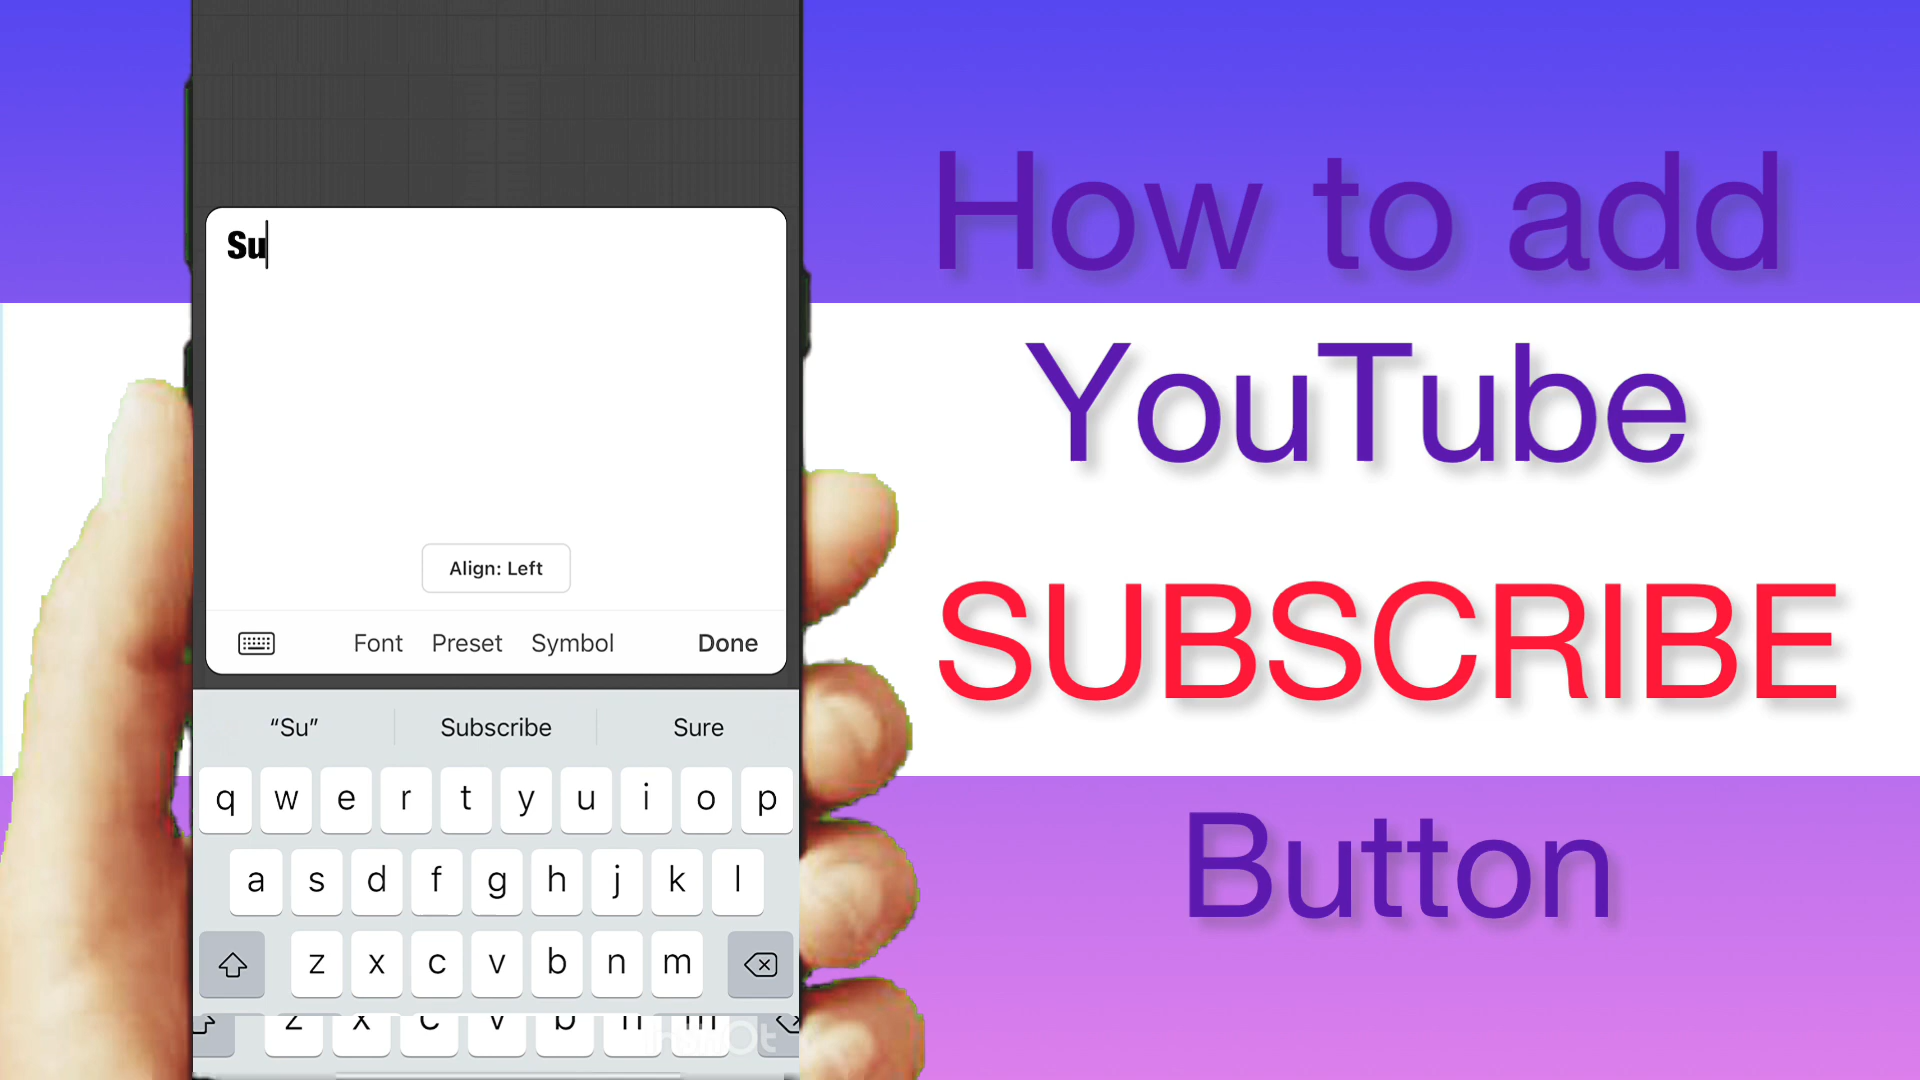 Su
Align: Left
Font Preset Symbol Done
“Su” Subscribe Sure
q w e r t y u i o p
a s d f g h j k l
z x c v b n m
z x c v b n m
How to add
YouTube
SUBSCRIBE
Button